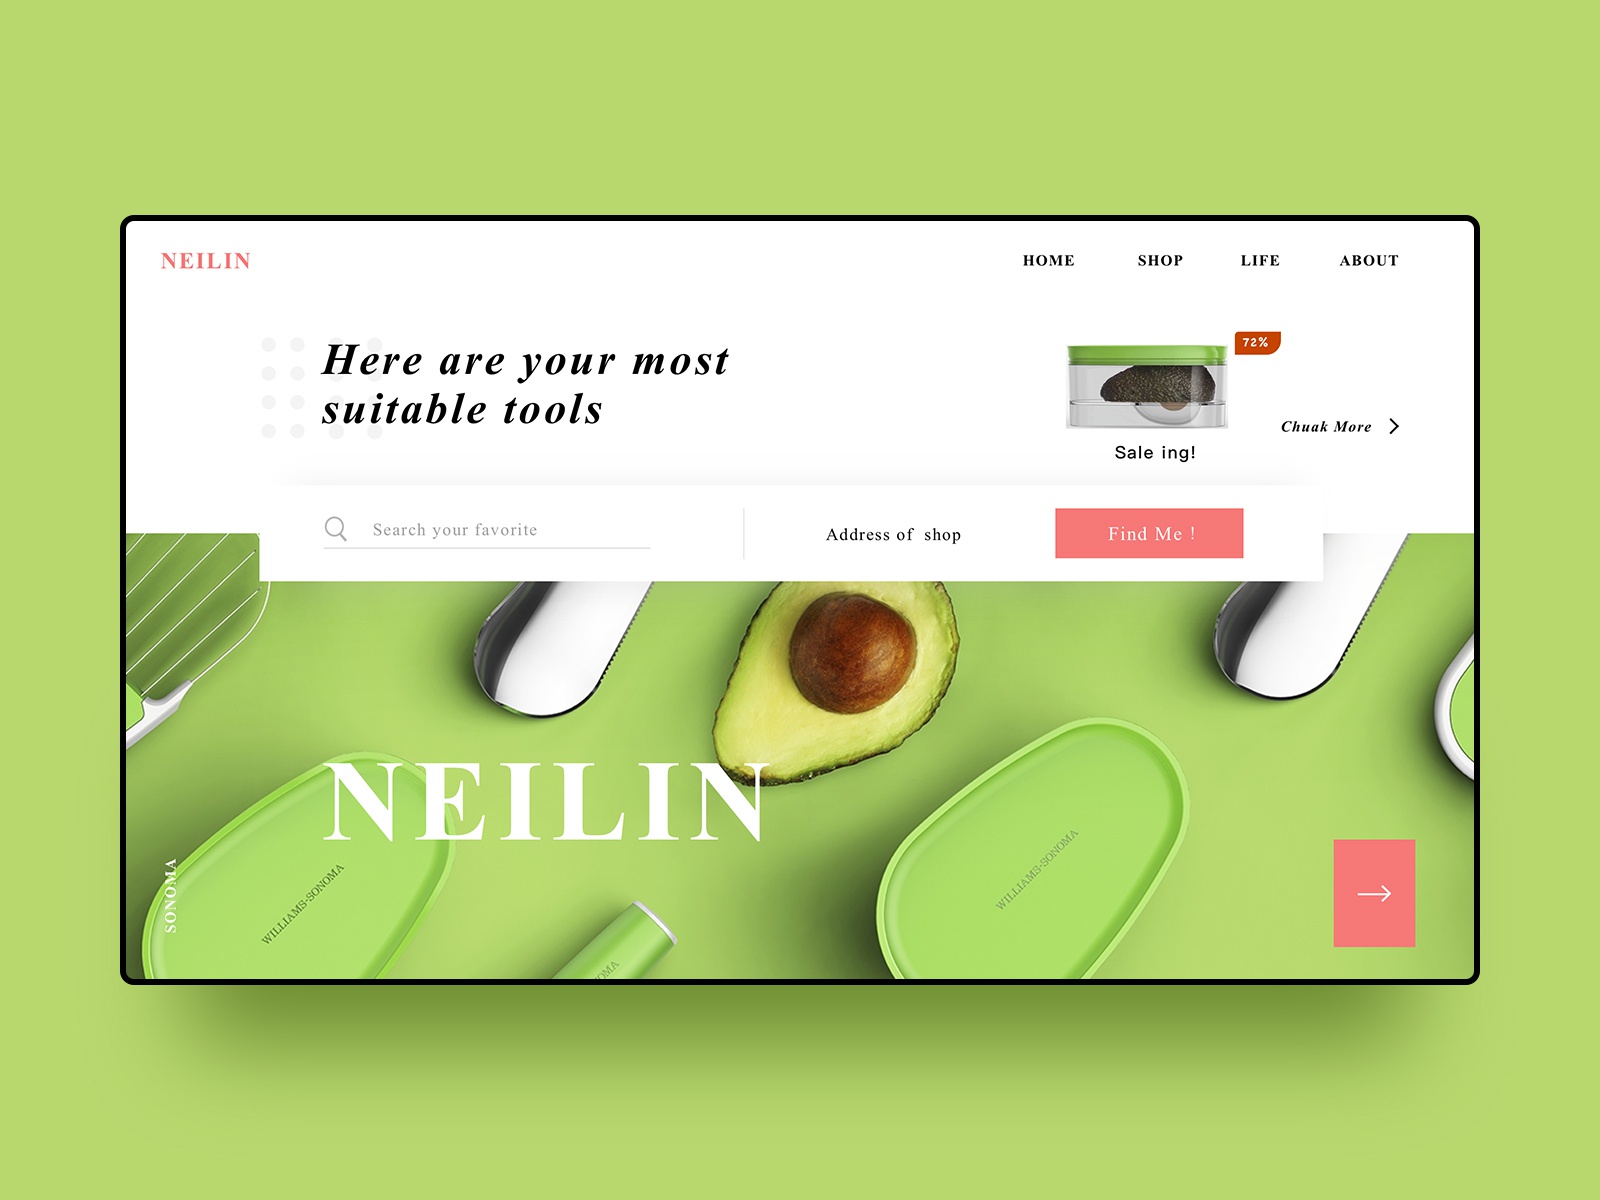 NEILIN
HOME
SHOP
LIFE
ABOUT
Here are your most
suitable tools
72%
Chuak More
Sale ing!
Search your favorite
Address of shop
Find Me !
NEILIN
SONOMA
WILLIAMS-SONOMA
WILLIAMS-SONOMA
OMA